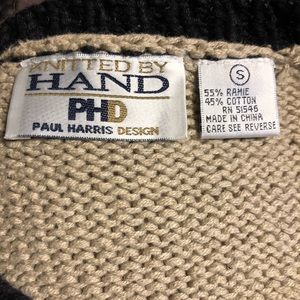 KNITTED BY
HAND
PHD
PAUL HARRIS DESIGN
S
55% RAMIE
45% COTTON
RN 51546
MADE IN CHINA
CARE SEE REVERSE